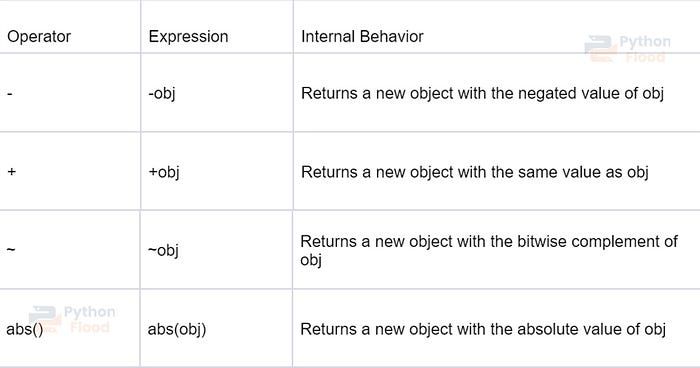 Operator Expression Internal Behavior
Python
Flood
- -obj Returns a new object with the negated value of obj
+ +obj Returns a new object with the same value as obj
~ ~obj Returns a new object with the bitwise complement of
obj
Python
Flood
abs() abs(obj) Returns a new object with the absolute value of obj